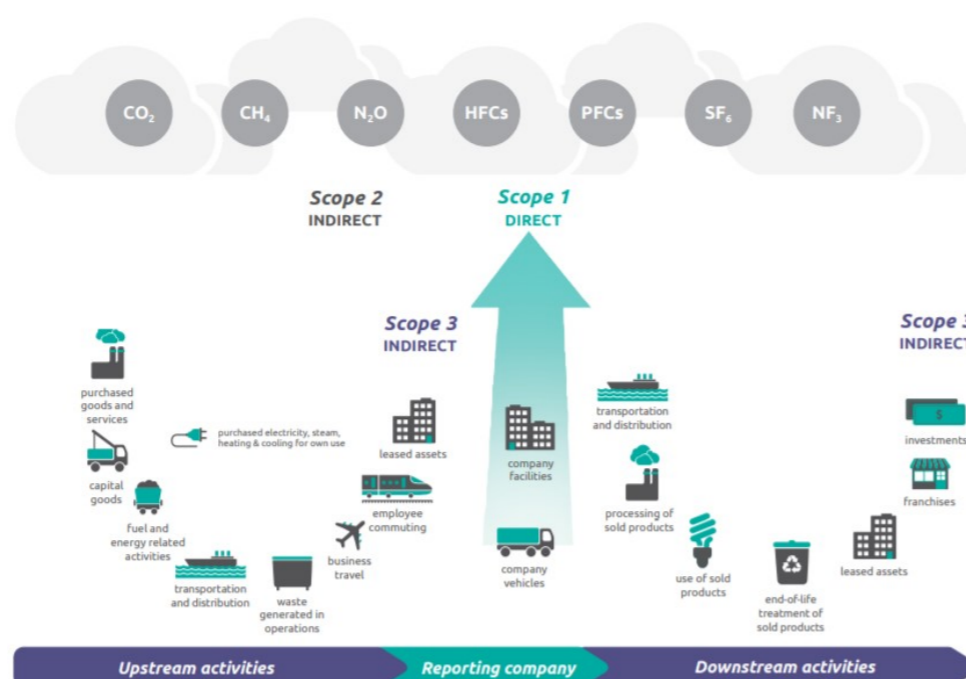 CO₂
CH₄
N₂O
HFCs
PFCs
SF₆
NF₃
Scope 2
INDIRECT
Scope 1
DIRECT
Scope 3
INDIRECT
Scope 3
INDIRECT
purchased
goods and
services
capital
goods
fuel and
energy related
activities
purchased electricity, steam,
heating & cooling for own use
transportation
and distribution
waste
generated in
operations
business
travel
employee
commuting
leased assets
company
facilities
company
vehicles
transportation
and distribution
processing of
sold products
use of sold
products
end-of-life
treatment of
sold products
leased assets
$
investments
franchises
Upstream activities
Reporting company
Downstream activities